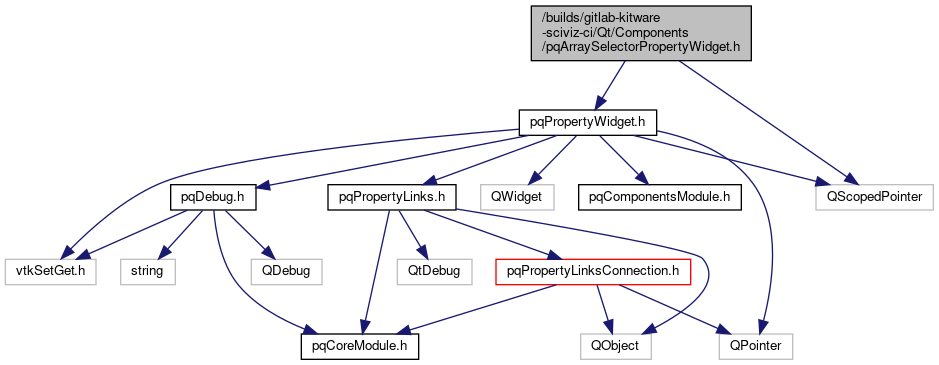 /builds/gitlab-kitware
-sciviz-ci/Qt/Components
/pqArraySelectorPropertyWidget.h
pqPropertyWidget.h
pqDebug.h
pqPropertyLinks.h
QWidget
pqComponentsModule.h
QScopedPointer
vtkSetGet.h
string
QDebug
QtDebug
pqPropertyLinksConnection.h
pqCoreModule.h
QObject
QPointer